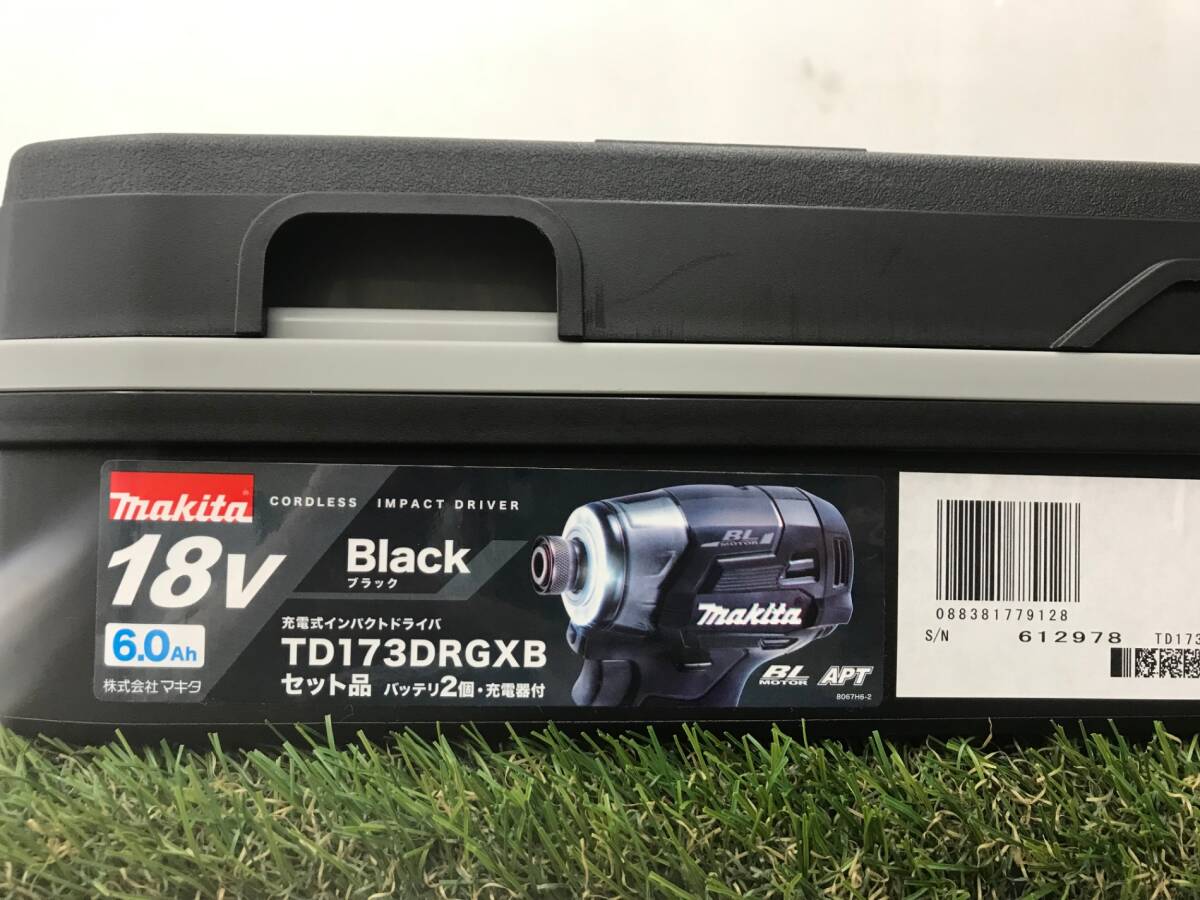 makita
CORDLESS IMPACT DRIVER
18V
Black
ブラック
6.0Ah
充電式インパクトドライバ
TD173DRGXB
セット品 バッテリ2個・充電器付
株式会社マキタ
BL
MOTOR
makita
BL
MOTOR
APT
8067H6-2
088381779128
S/N 612978 TD173